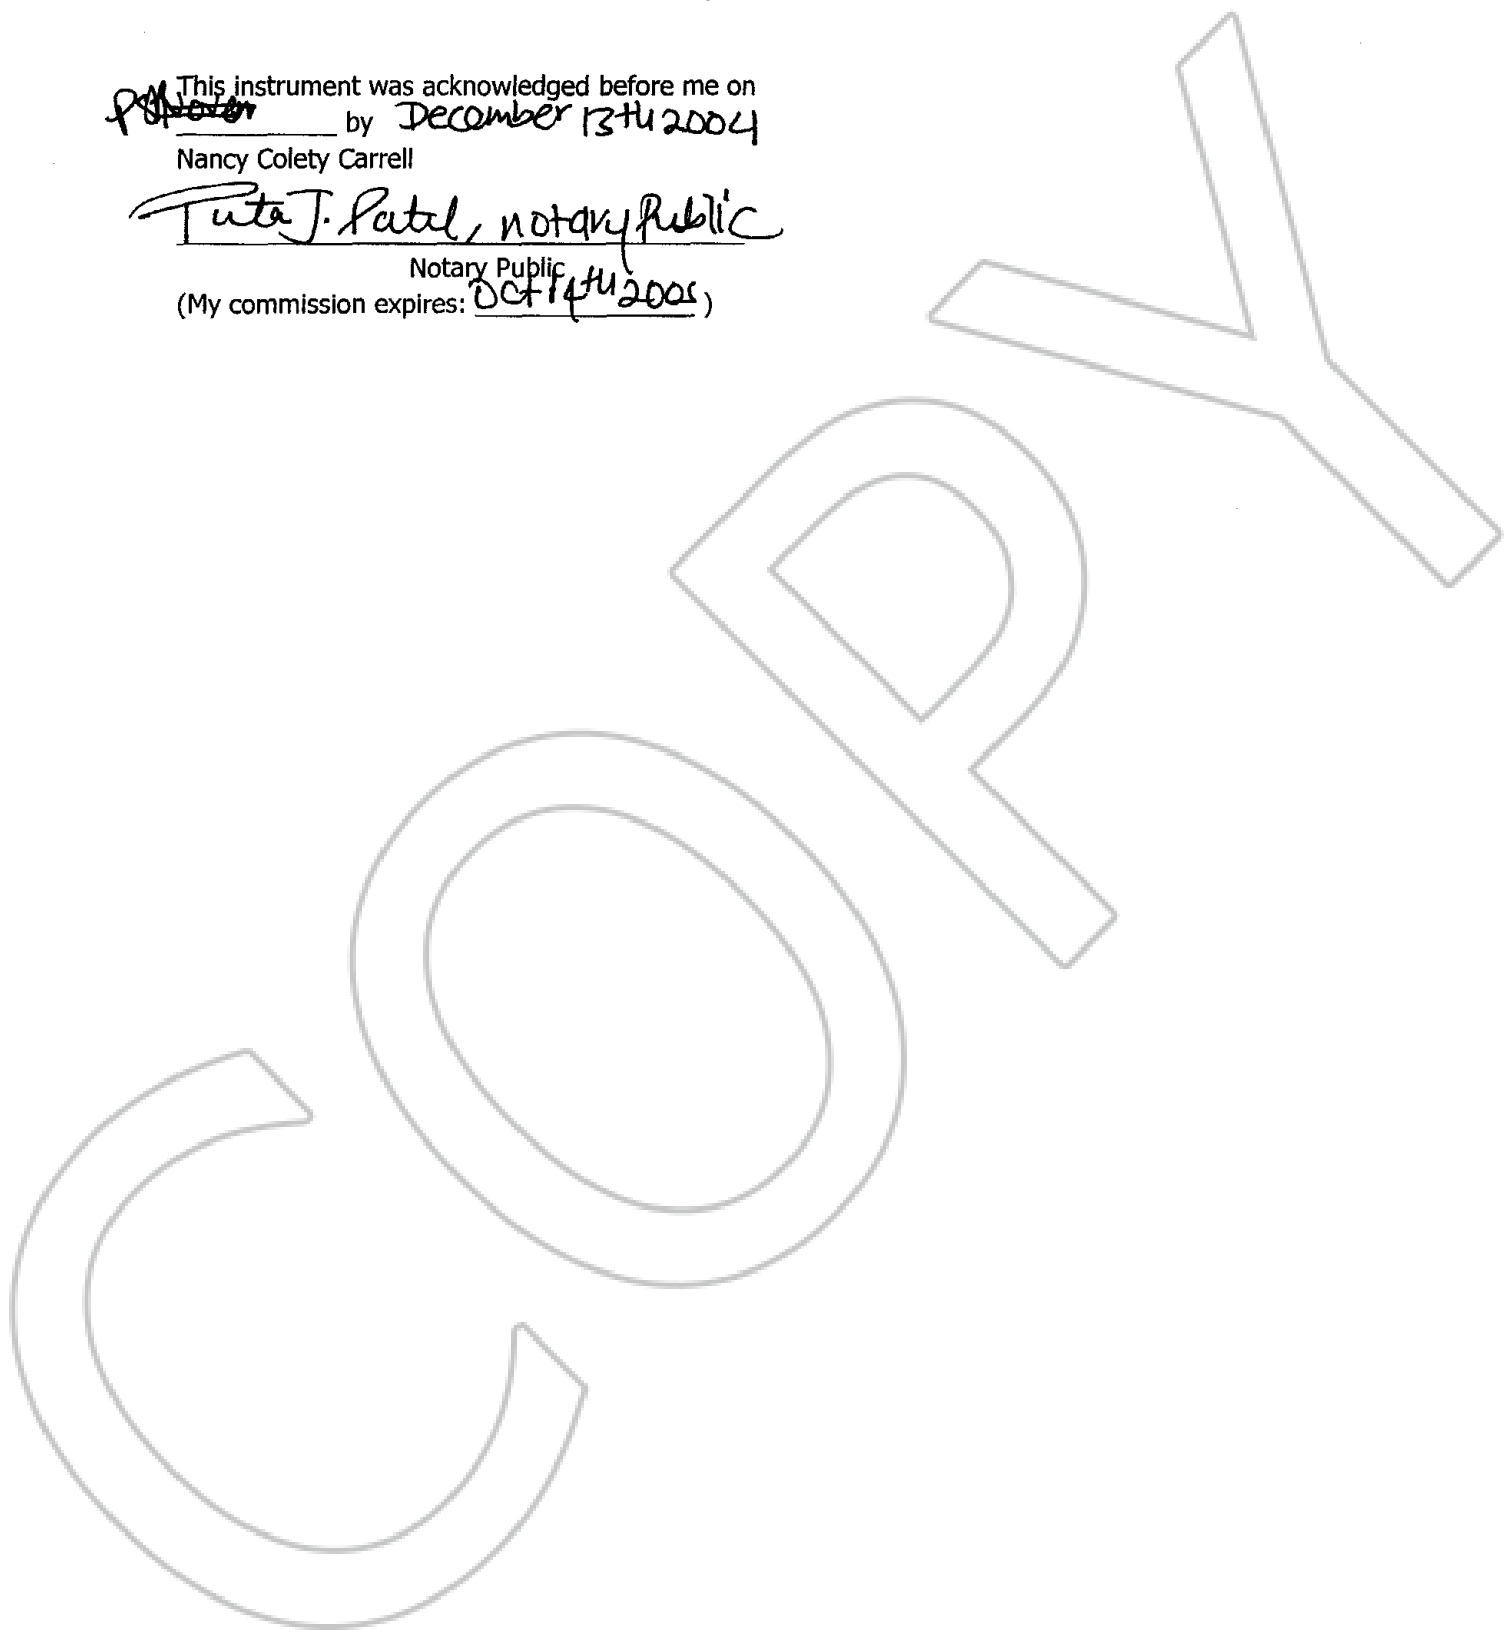 This instrument was acknowledged before me on
by December 13th 2004
Nancy Colety Carrell
J. Patel, notary Public
Notary Public
(My commission expires: Oct 14th 2005)
COPY